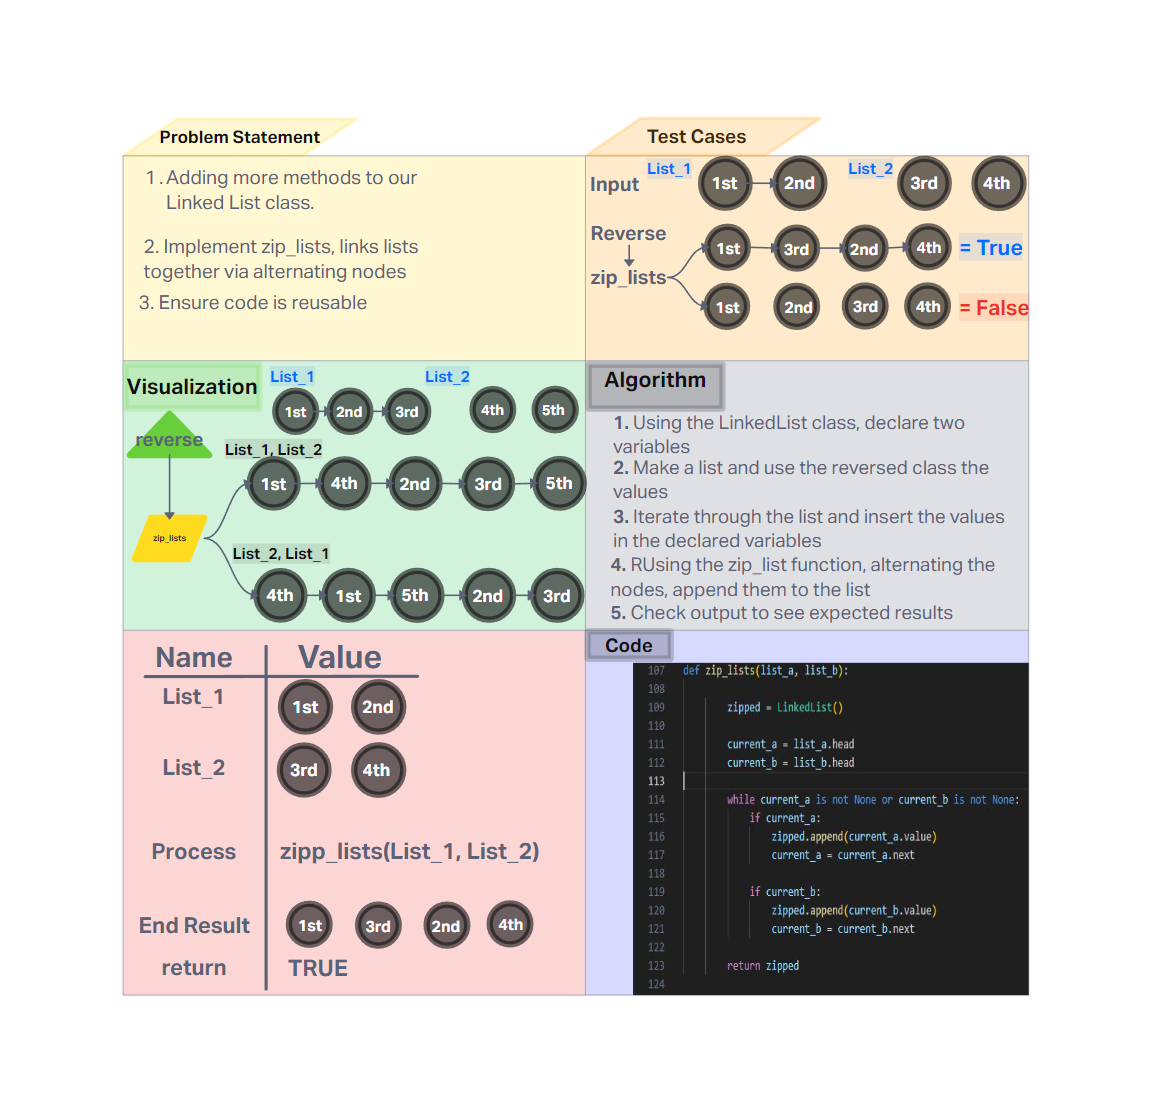 Problem Statement
1. Adding more methods to our
Linked List class.
2. Implement zip_lists, links lists
together via alternating nodes
3. Ensure code is reusable
Test Cases
Input
List_1
1st
2nd
List_2
3rd
4th
Reverse
zip_lists
1st
3rd
2nd
4th
= True
1st
2nd
3rd
4th
= False
Visualization
List_1
List_2
1st
2nd
3rd
4th
5th
reverse
List_1, List_2
1st
4th
2nd
3rd
5th
zip_lists
List_2, List_1
4th
1st
5th
2nd
3rd
Algorithm
1. Using the LinkedList class, declare two
variables
2. Make a list and use the reversed class the
values
3. Iterate through the list and insert the values
in the declared variables
4. RUsing the zip_list function, alternating the
nodes, append them to the list
5. Check output to see expected results
Name Value
List_1 1st 2nd
List_2 3rd 4th
Process zipp_lists(List_1, List_2)
End Result 1st 3rd 2nd 4th
return TRUE
Code
107 def zip_lists(list_a, list_b):
108
109 zipped = LinkedList()
110
111 current_a = list_a.head
112 current_b = list_b.head
113
114 while current_a is not None or current_b is not None:
115 if current_a:
116 zipped.append(current_a.value)
117 current_a = current_a.next
118
119 if current_b:
120 zipped.append(current_b.value)
121 current_b = current_b.next
122
123 return zipped
124